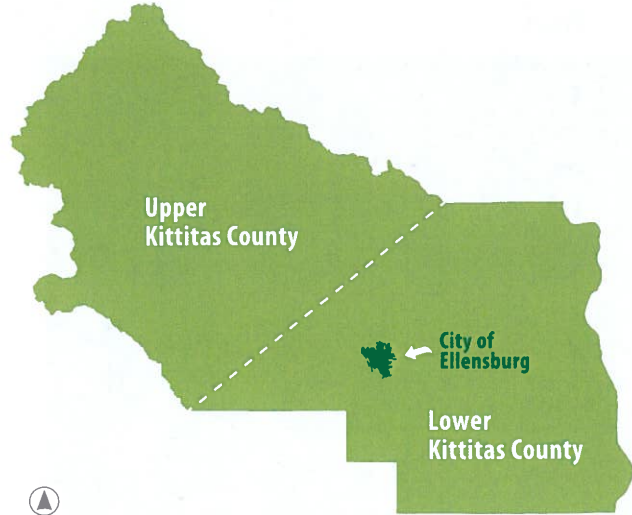 Upper
Kittitas County
City of
Ellensburg
Lower
Kittitas County